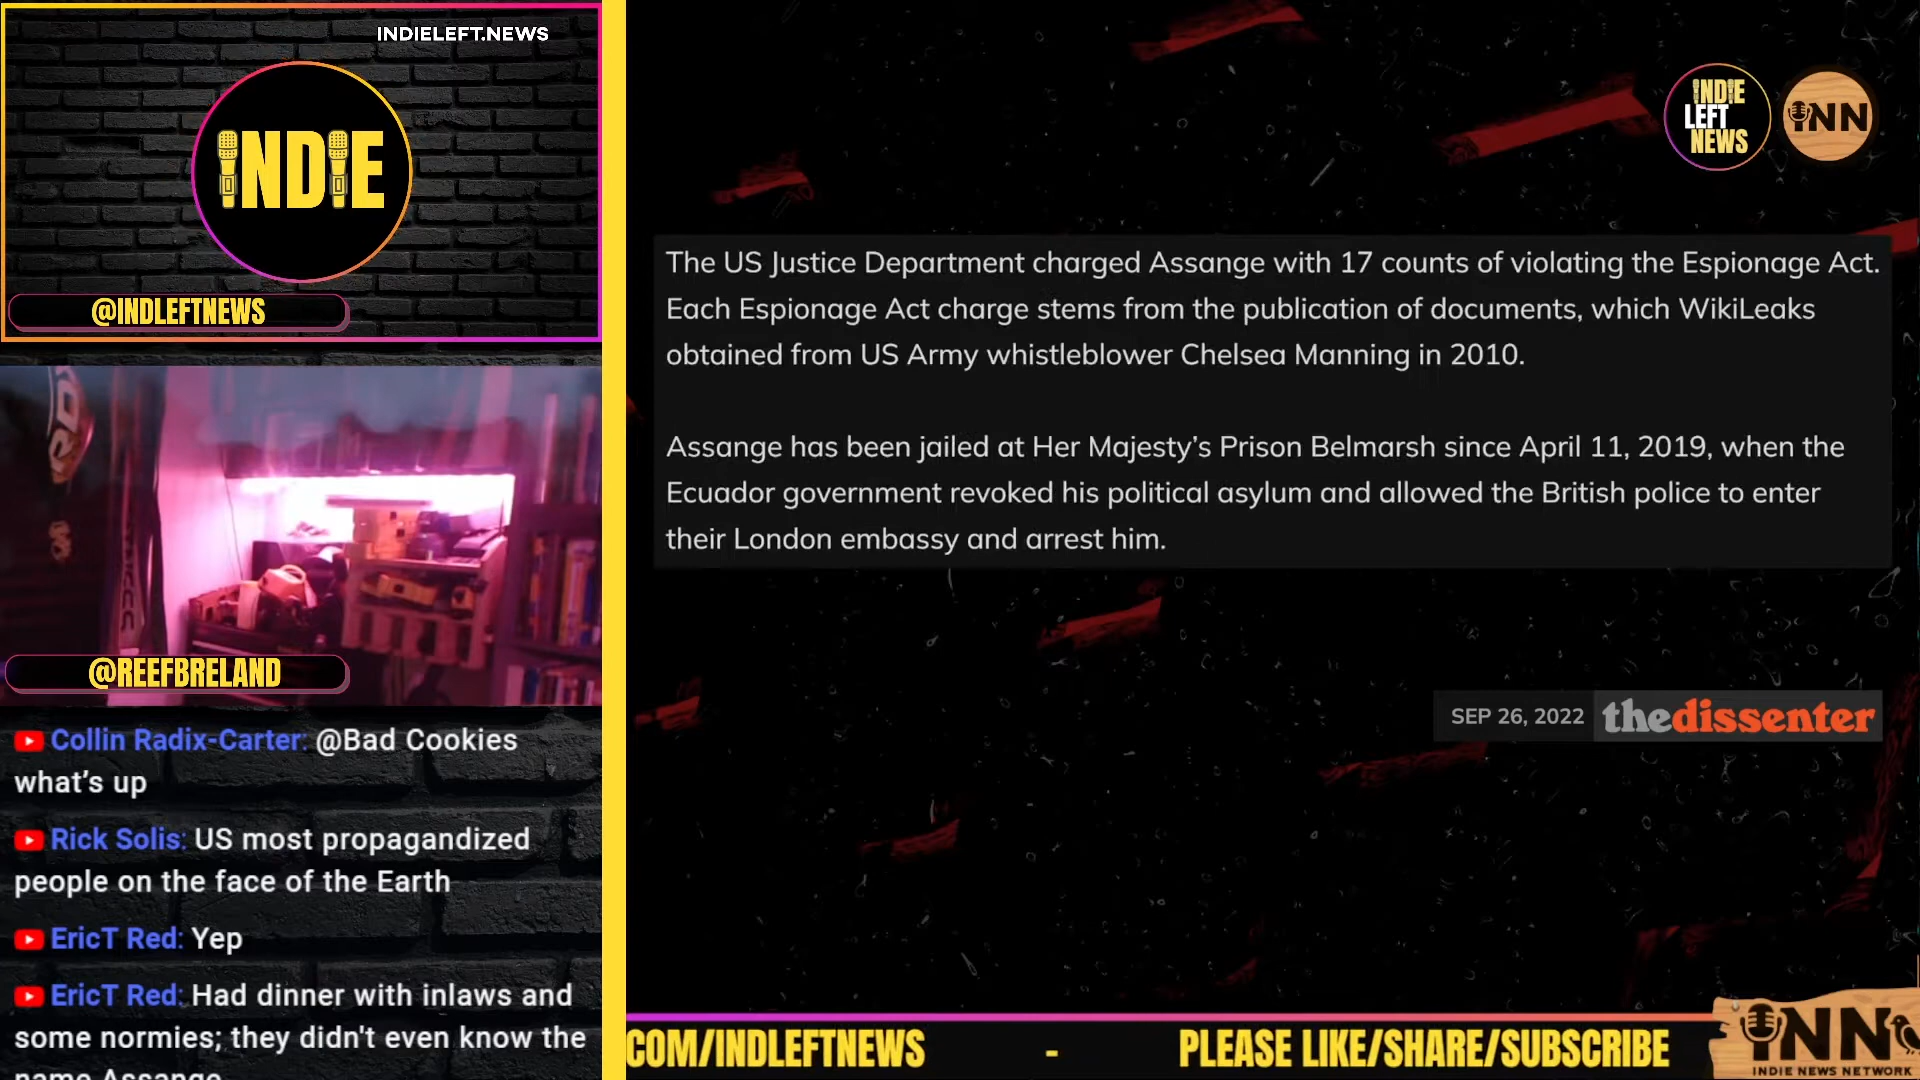 INDIELEFT.NEWS
INDIE
@INDLEFTNEWS
@REEFBRELAND
Collin Radix-Carter: @Bad Cookies
what's up
Rick Solis: US most propagandized
people on the face of the Earth
EricT Red: Yep
EricT Red: Had dinner with inlaws and
some normies; they didn't even know the
name Assange
INDIE
LEFT
NEWS
INN
The US Justice Department charged Assange with 17 counts of violating the Espionage Act.
Each Espionage Act charge stems from the publication of documents, which WikiLeaks
obtained from US Army whistleblower Chelsea Manning in 2010.
Assange has been jailed at Her Majesty’s Prison Belmarsh since April 11, 2019, when the
Ecuador government revoked his political asylum and allowed the British police to enter
their London embassy and arrest him.
SEP 26, 2022 thedissenter
COM/INDLEFTNEWS - PLEASE LIKE/SHARE/SUBSCRIBE
INN
INDIE NEWS NETWORK